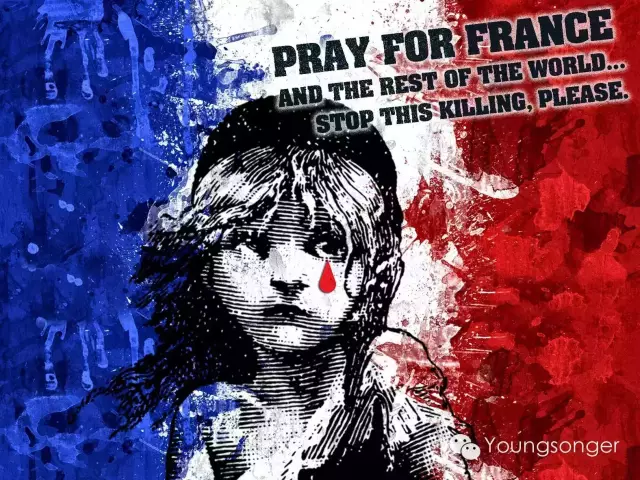 PRAY FOR FRANCE
AND THE REST OF THE WORLD...
STOP THIS KILLING, PLEASE.
Youngsonger